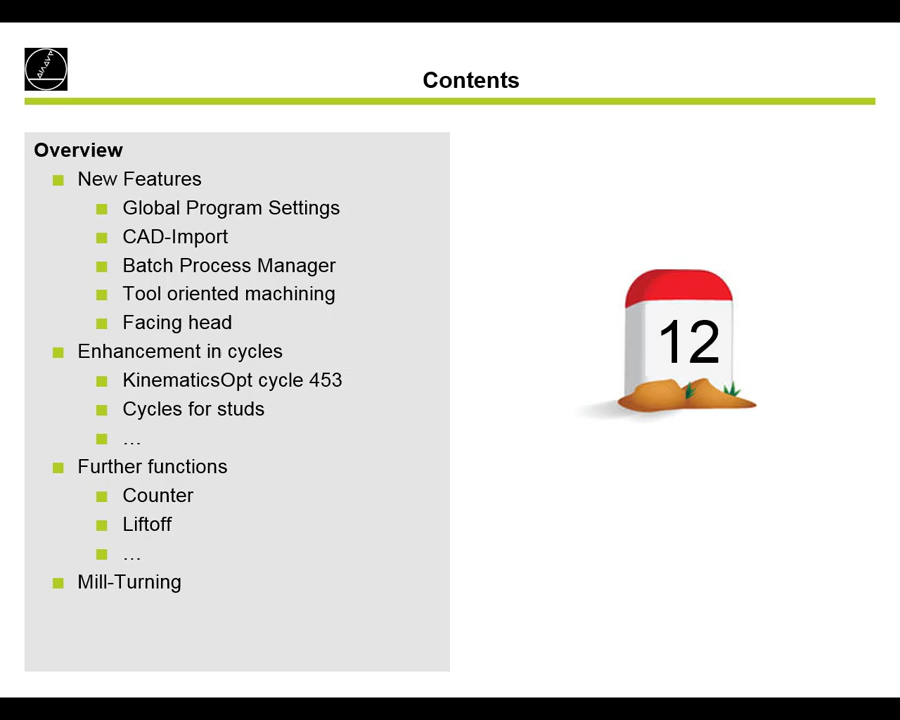 Contents
Overview
New Features
Global Program Settings
CAD-Import
Batch Process Manager
Tool oriented machining
Facing head
Enhancement in cycles
KinematicsOpt cycle 453
Cycles for studs
…
Further functions
Counter
Liftoff
…
Mill-Turning
12